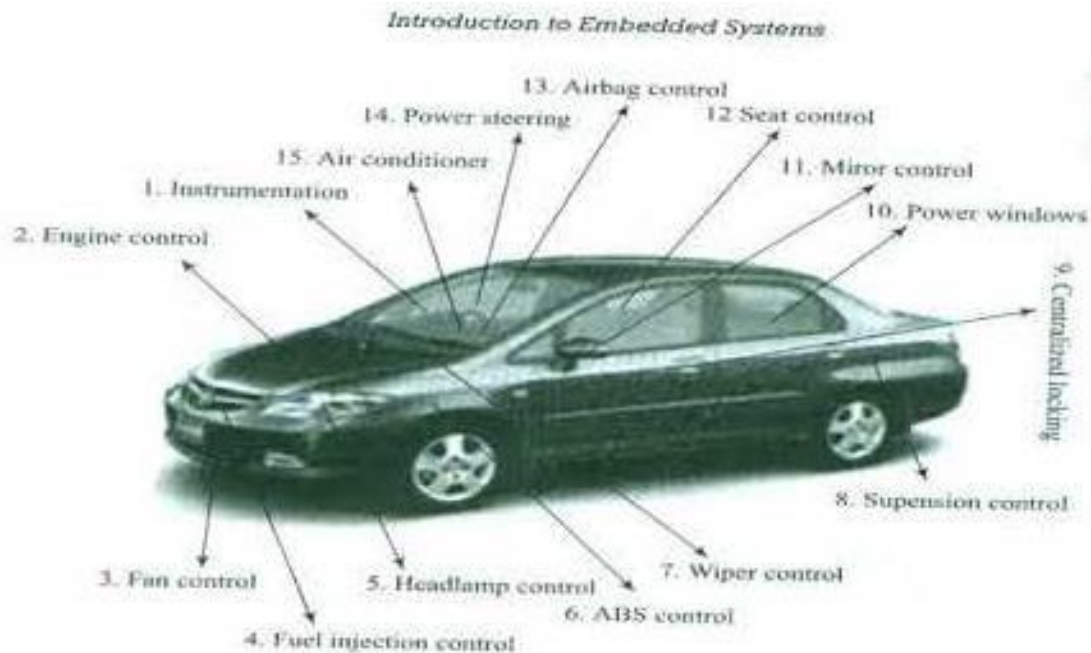 Introduction to Embedded Systems
13. Airbag control
14. Power steering
12 Seat control
15. Air conditioner
11. Miror control
1. Instrumentation
10. Power windows
2. Engine control
9. Centralized locking
8. Supension control
3. Fan control
5. Headlamp control
7. Wiper control
6. ABS control
4. Fuel injection control